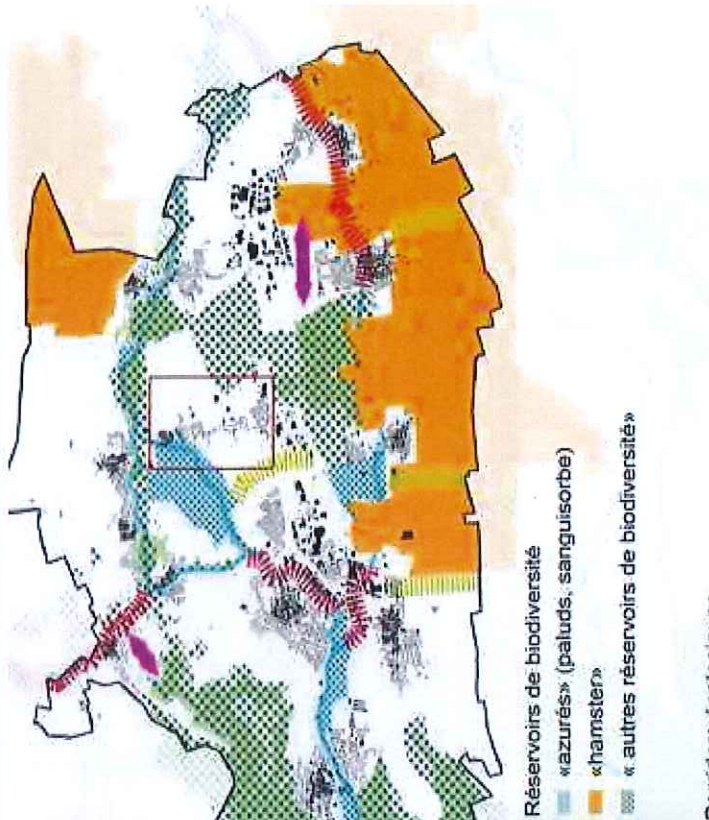 Réservoirs de biodiversité
«azurés» (paluds, sanguisorbe)
«hamster»
« autres réservoirs de biodiversité»